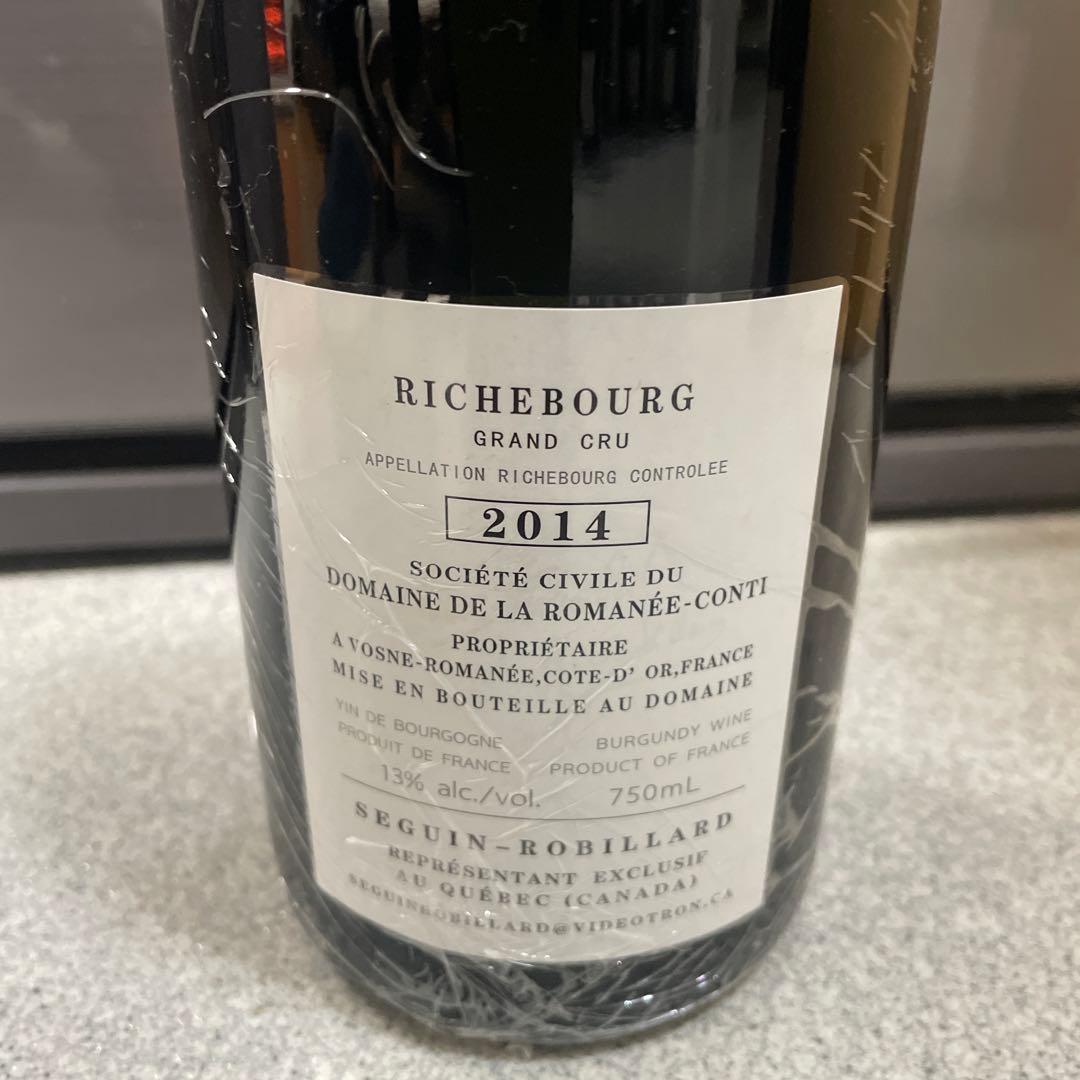 RICHEBOURG
GRAND CRU
APPELLATION RICHEBOURG CONTROLEE
2014
SOCIÉTÉ CIVILE DU
DOMAINE DE LA ROMANÉE-CONTI
PROPRIÉTAIRE
A VOSNE-ROMANÉE,COTE-D' OR,FRANCE
MISE EN BOUTEILLE AU DOMAINE
VIN DE BOURGOGNE BURGUNDY WINE
PRODUIT DE FRANCE PRODUCT OF FRANCE
13% alc./vol. 750mL
SEGUIN-ROBILLARD
REPRÉSENTANT EXCLUSIF
AU QUÉBEC (CANADA)
SEGUINROBILLARD@VIDEOTRON.CA